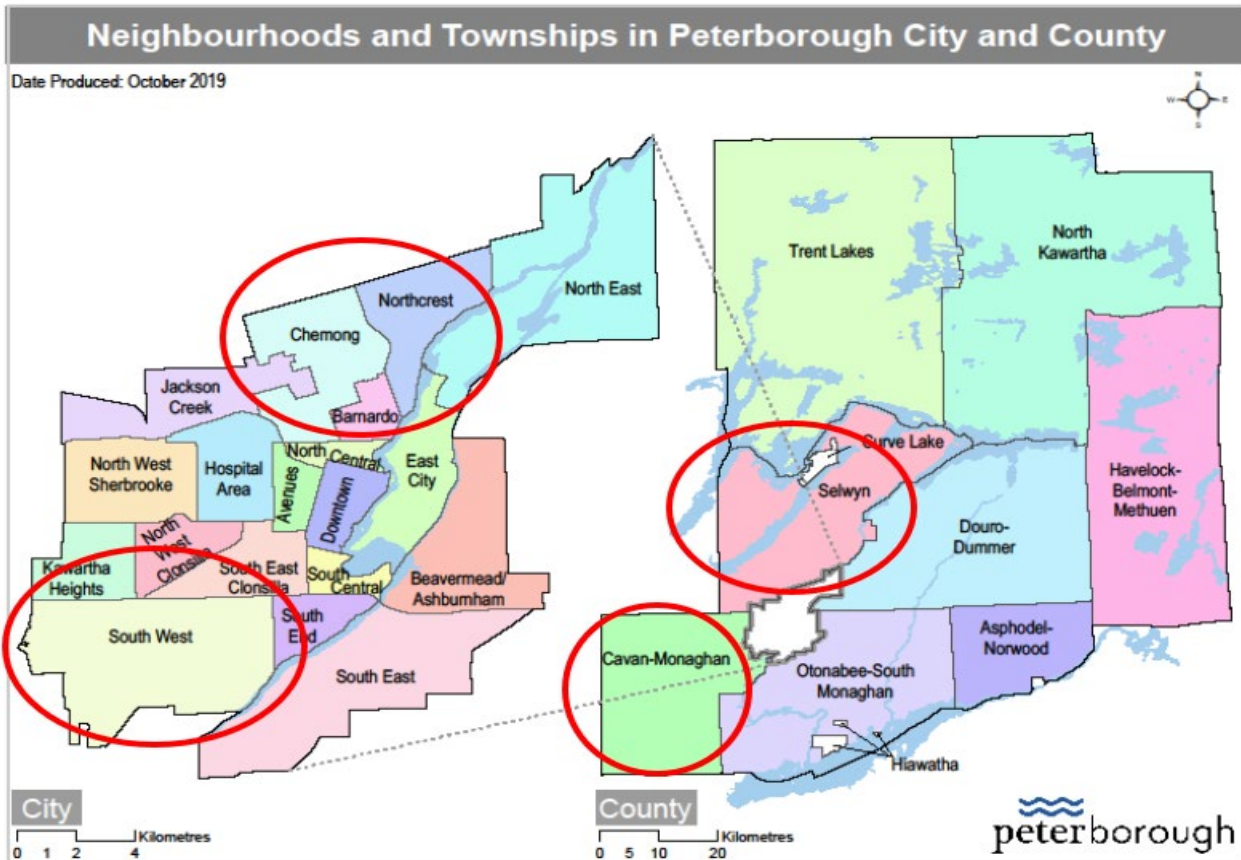 Neighbourhoods and Townships in Peterborough City and County
Date Produced: October 2019
N
W
E
S
Northcrest
North East
Chemong
Jackson
Creek
Barnardo
North Central
North West
Sherbrooke
Hospital
Area
Avenues
Downtown
East
City
North
West
Clonsilla
Kawartha
Heights
South East
Clonsilla
South
Central
Beavermead/
Ashburnham
South West
South
End
South East
Trent Lakes
North
Kawartha
Curve Lake
Selwyn
Havelock-
Belmont-
Methuen
Douro-
Dummer
Cavan-Monaghan
Otonabee-South
Monaghan
Asphodel-
Norwood
Hiawatha
City
Kilometres
0 1 2 4
County
Kilometres
0 5 10 20
peterborough